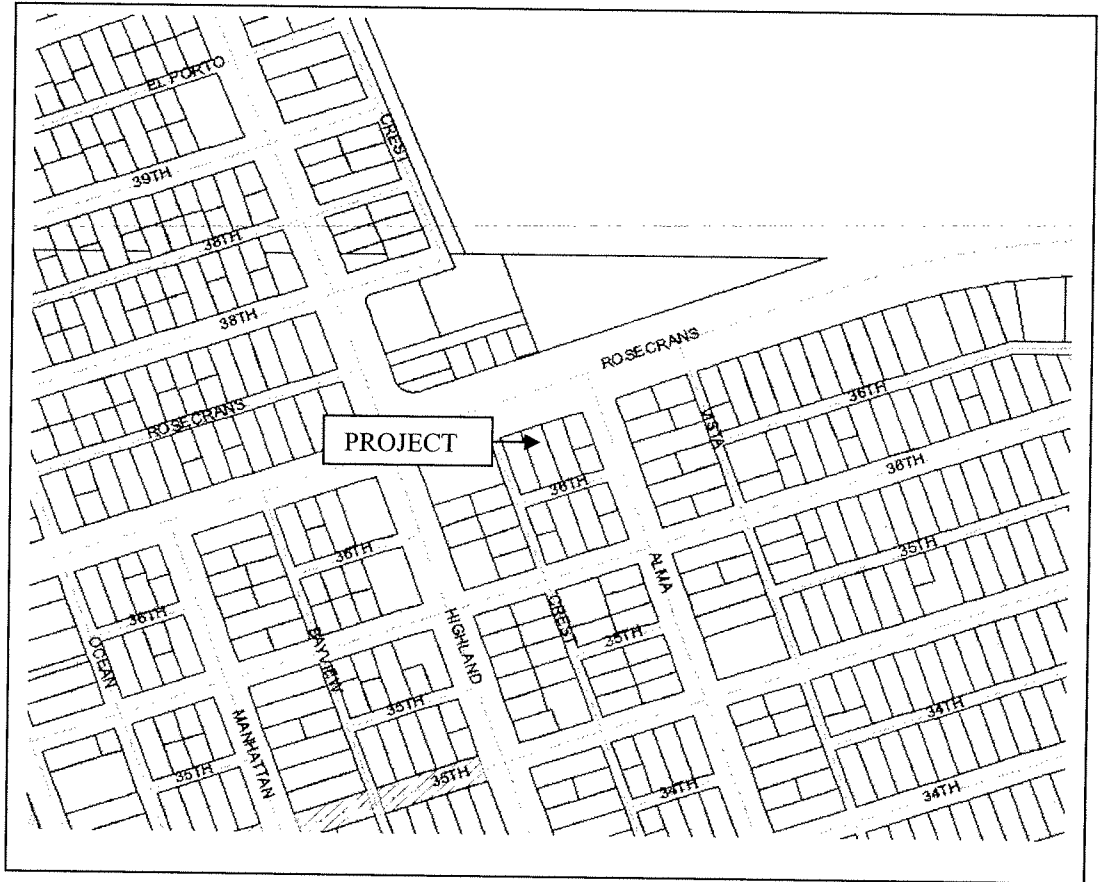 EL PORTO
CREST
39TH
38TH
38TH
ROSECRANS
ROSECRANS
PROJECT
VISTA
36TH
36TH
36TH
36TH
36TH
35TH
ALMA
OCEAN
BAYVIEW
HIGHLAND
CREST
35TH
35TH
34TH
MANHATTAN
35TH
35TH
34TH
34TH